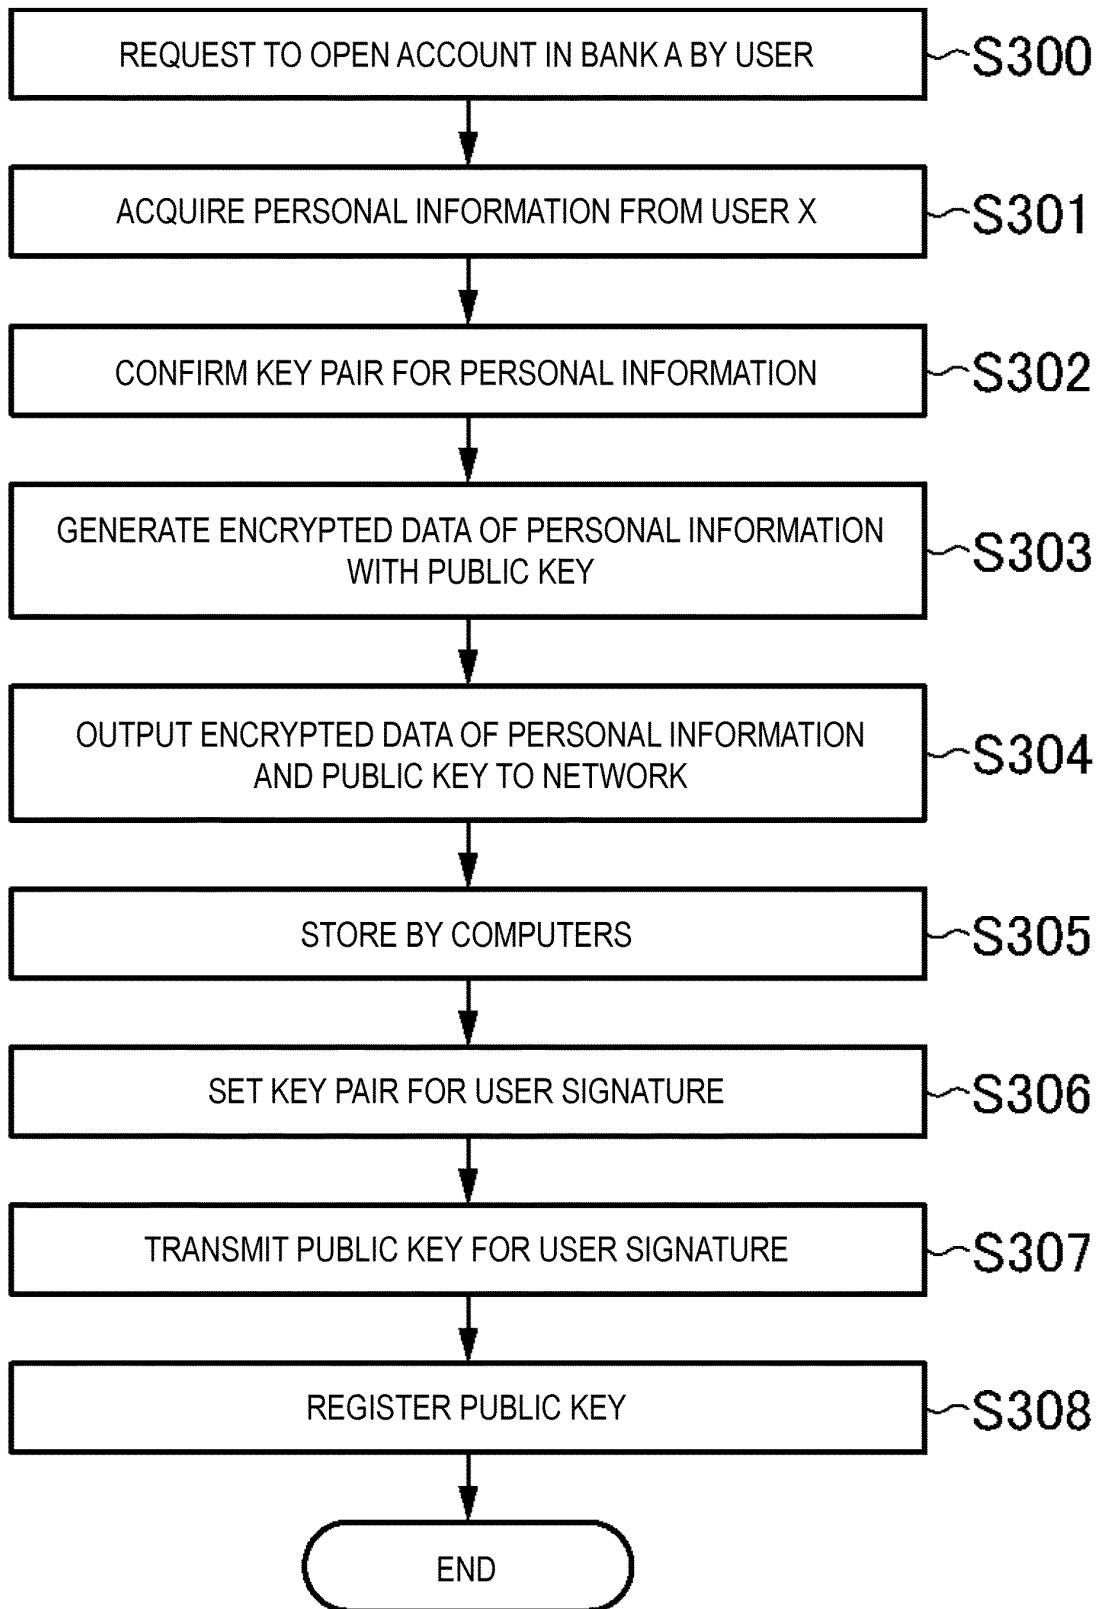 REQUEST TO OPEN ACCOUNT IN BANK A BY USER
S300
ACQUIRE PERSONAL INFORMATION FROM USER X
S301
CONFIRM KEY PAIR FOR PERSONAL INFORMATION
S302
GENERATE ENCRYPTED DATA OF PERSONAL INFORMATION
WITH PUBLIC KEY
S303
OUTPUT ENCRYPTED DATA OF PERSONAL INFORMATION
AND PUBLIC KEY TO NETWORK
S304
STORE BY COMPUTERS
S305
SET KEY PAIR FOR USER SIGNATURE
S306
TRANSMIT PUBLIC KEY FOR USER SIGNATURE
S307
REGISTER PUBLIC KEY
S308
END